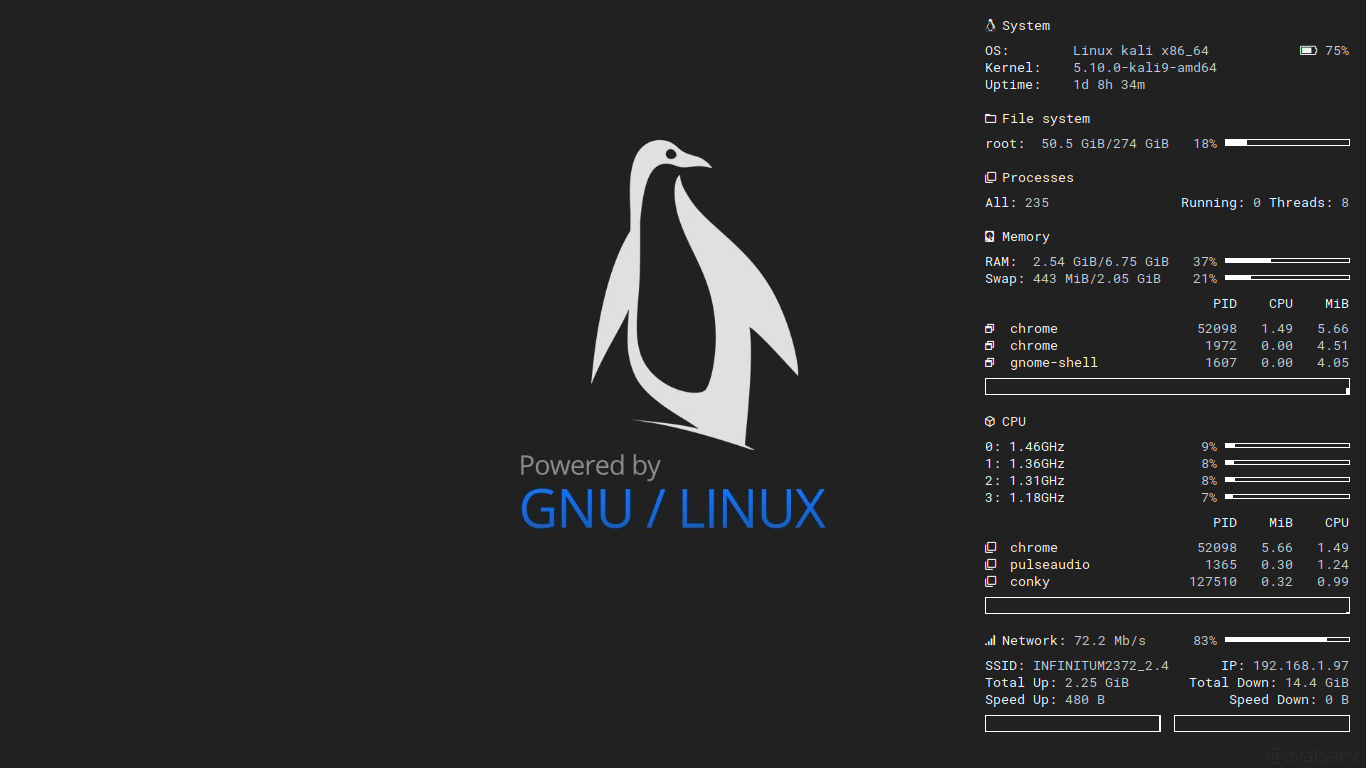 System
OS: Linux kali x86_64 75%
Kernel: 5.10.0-kali9-amd64
Uptime: 1d 8h 34m
File system
root: 50.5 GiB/274 GiB 18%
Processes
All: 235 Running: 0 Threads: 8
Memory
RAM: 2.54 GiB/6.75 GiB 37%
Swap: 443 MiB/2.05 GiB 21%
PID CPU MiB
chrome 52098 1.49 5.66
chrome 1972 0.00 4.51
gnome-shell 1607 0.00 4.05
CPU
0: 1.46GHz 9%
1: 1.36GHz 8%
2: 1.31GHz 8%
3: 1.18GHz 7%
PID MiB CPU
chrome 52098 5.66 1.49
pulseaudio 1365 0.30 1.24
conky 127510 0.32 0.99
Network: 72.2 Mb/s 83%
SSID: INFINITUM2372_2.4 IP: 192.168.1.97
Total Up: 2.25 GiB Total Down: 14.4 GiB
Speed Up: 480 B Speed Down: 0 B
Powered by
GNU / LINUX
@avatsaev